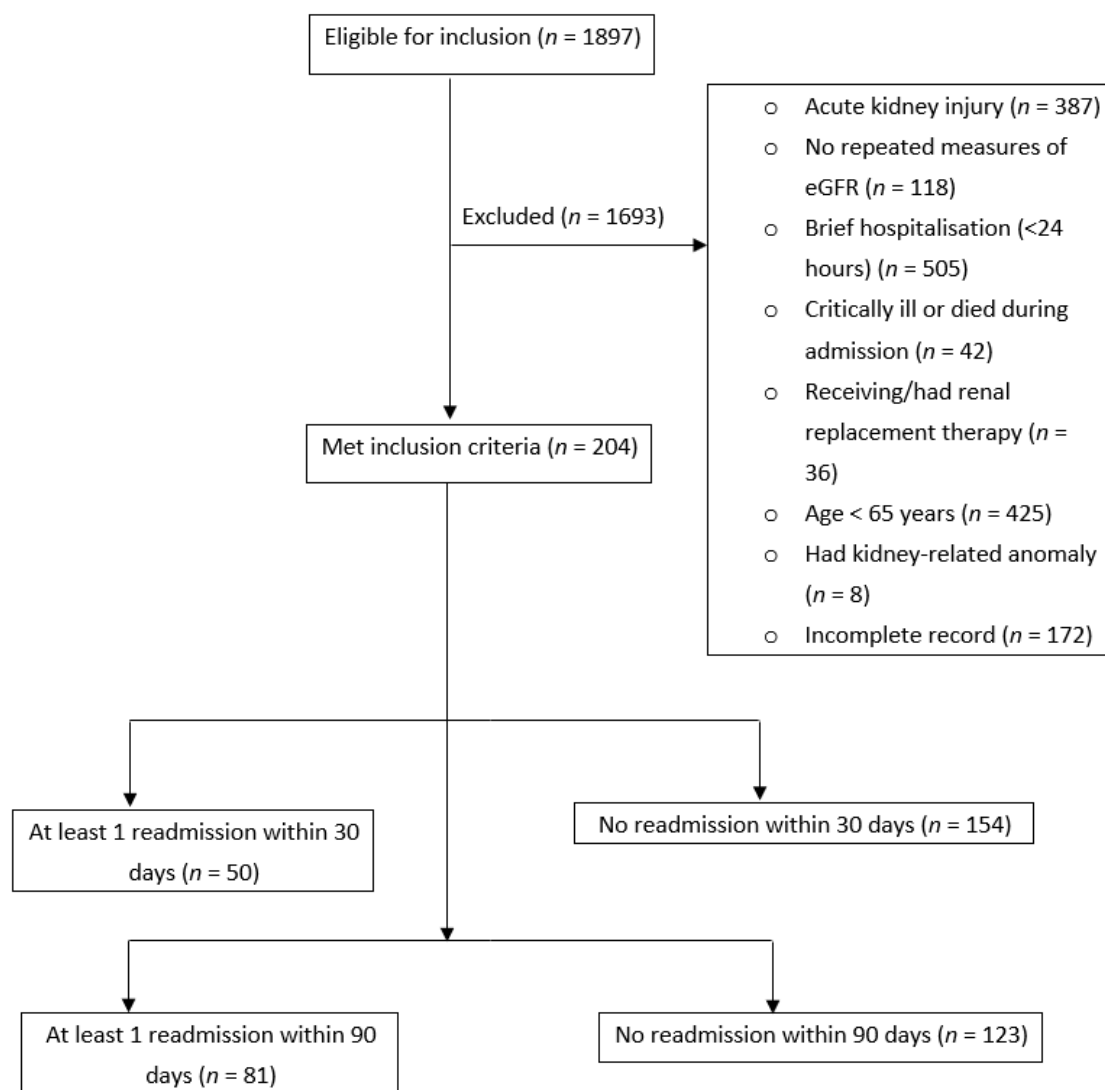 Eligible for inclusion (n = 1897)
Excluded (n = 1693)
o Acute kidney injury (n = 387)
o No repeated measures of
eGFR (n = 118)
o Brief hospitalisation (<24
hours) (n = 505)
o Critically ill or died during
admission (n = 42)
o Receiving/had renal
replacement therapy (n =
36)
o Age < 65 years (n = 425)
o Had kidney-related anomaly
(n = 8)
o Incomplete record (n = 172)
Met inclusion criteria (n = 204)
At least 1 readmission within 30
days (n = 50)
No readmission within 30 days (n = 154)
At least 1 readmission within 90
days (n = 81)
No readmission within 90 days (n = 123)